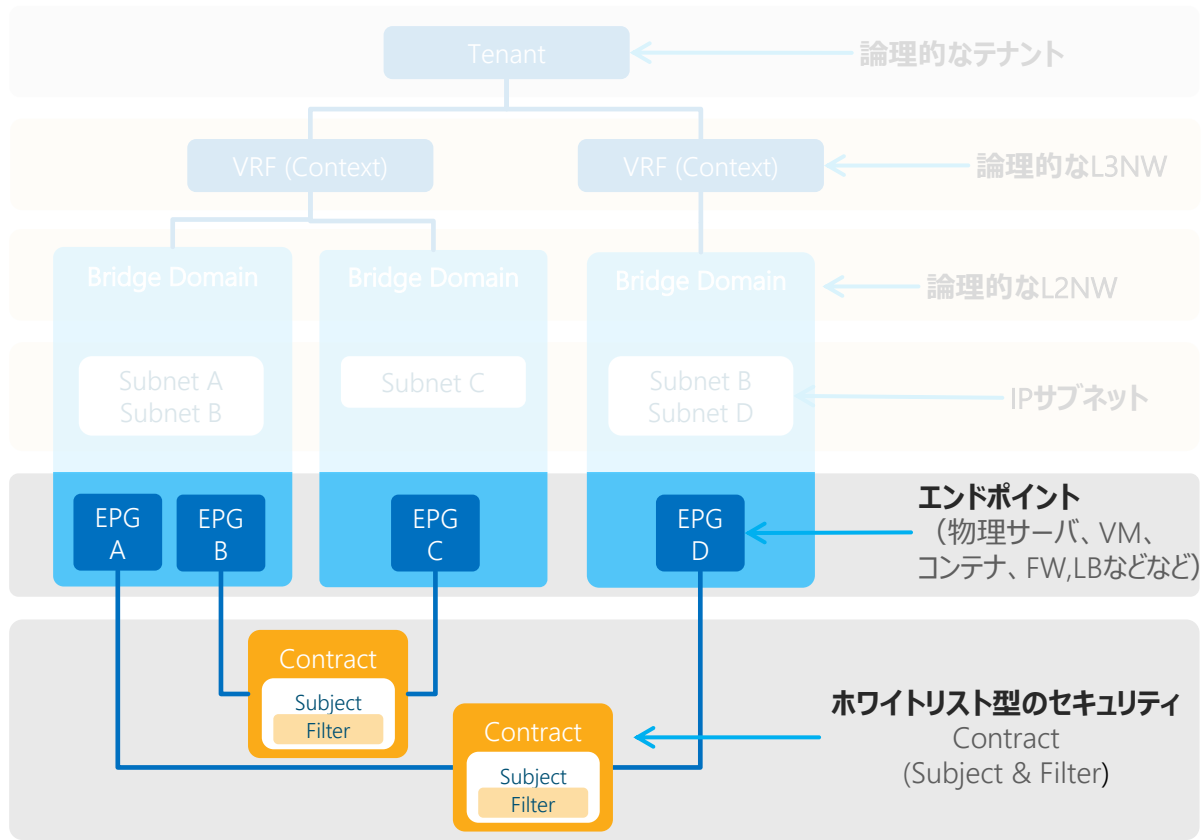 Tenant
論理的なテナント
VRF (Context)
VRF (Context)
論理的なL3NW
Bridge Domain
Bridge Domain
Bridge Domain
論理的なL2NW
Subnet A
Subnet B
Subnet C
Subnet B
Subnet D
IPサブネット
EPG
A
EPG
B
EPG
C
EPG
D
エンドポイント
(物理サーバ、VM、
コンテナ、FW,LBなどなど)
Contract
Subject
Filter
Contract
Subject
Filter
ホワイトリスト型のセキュリティ
Contract
(Subject & Filter)